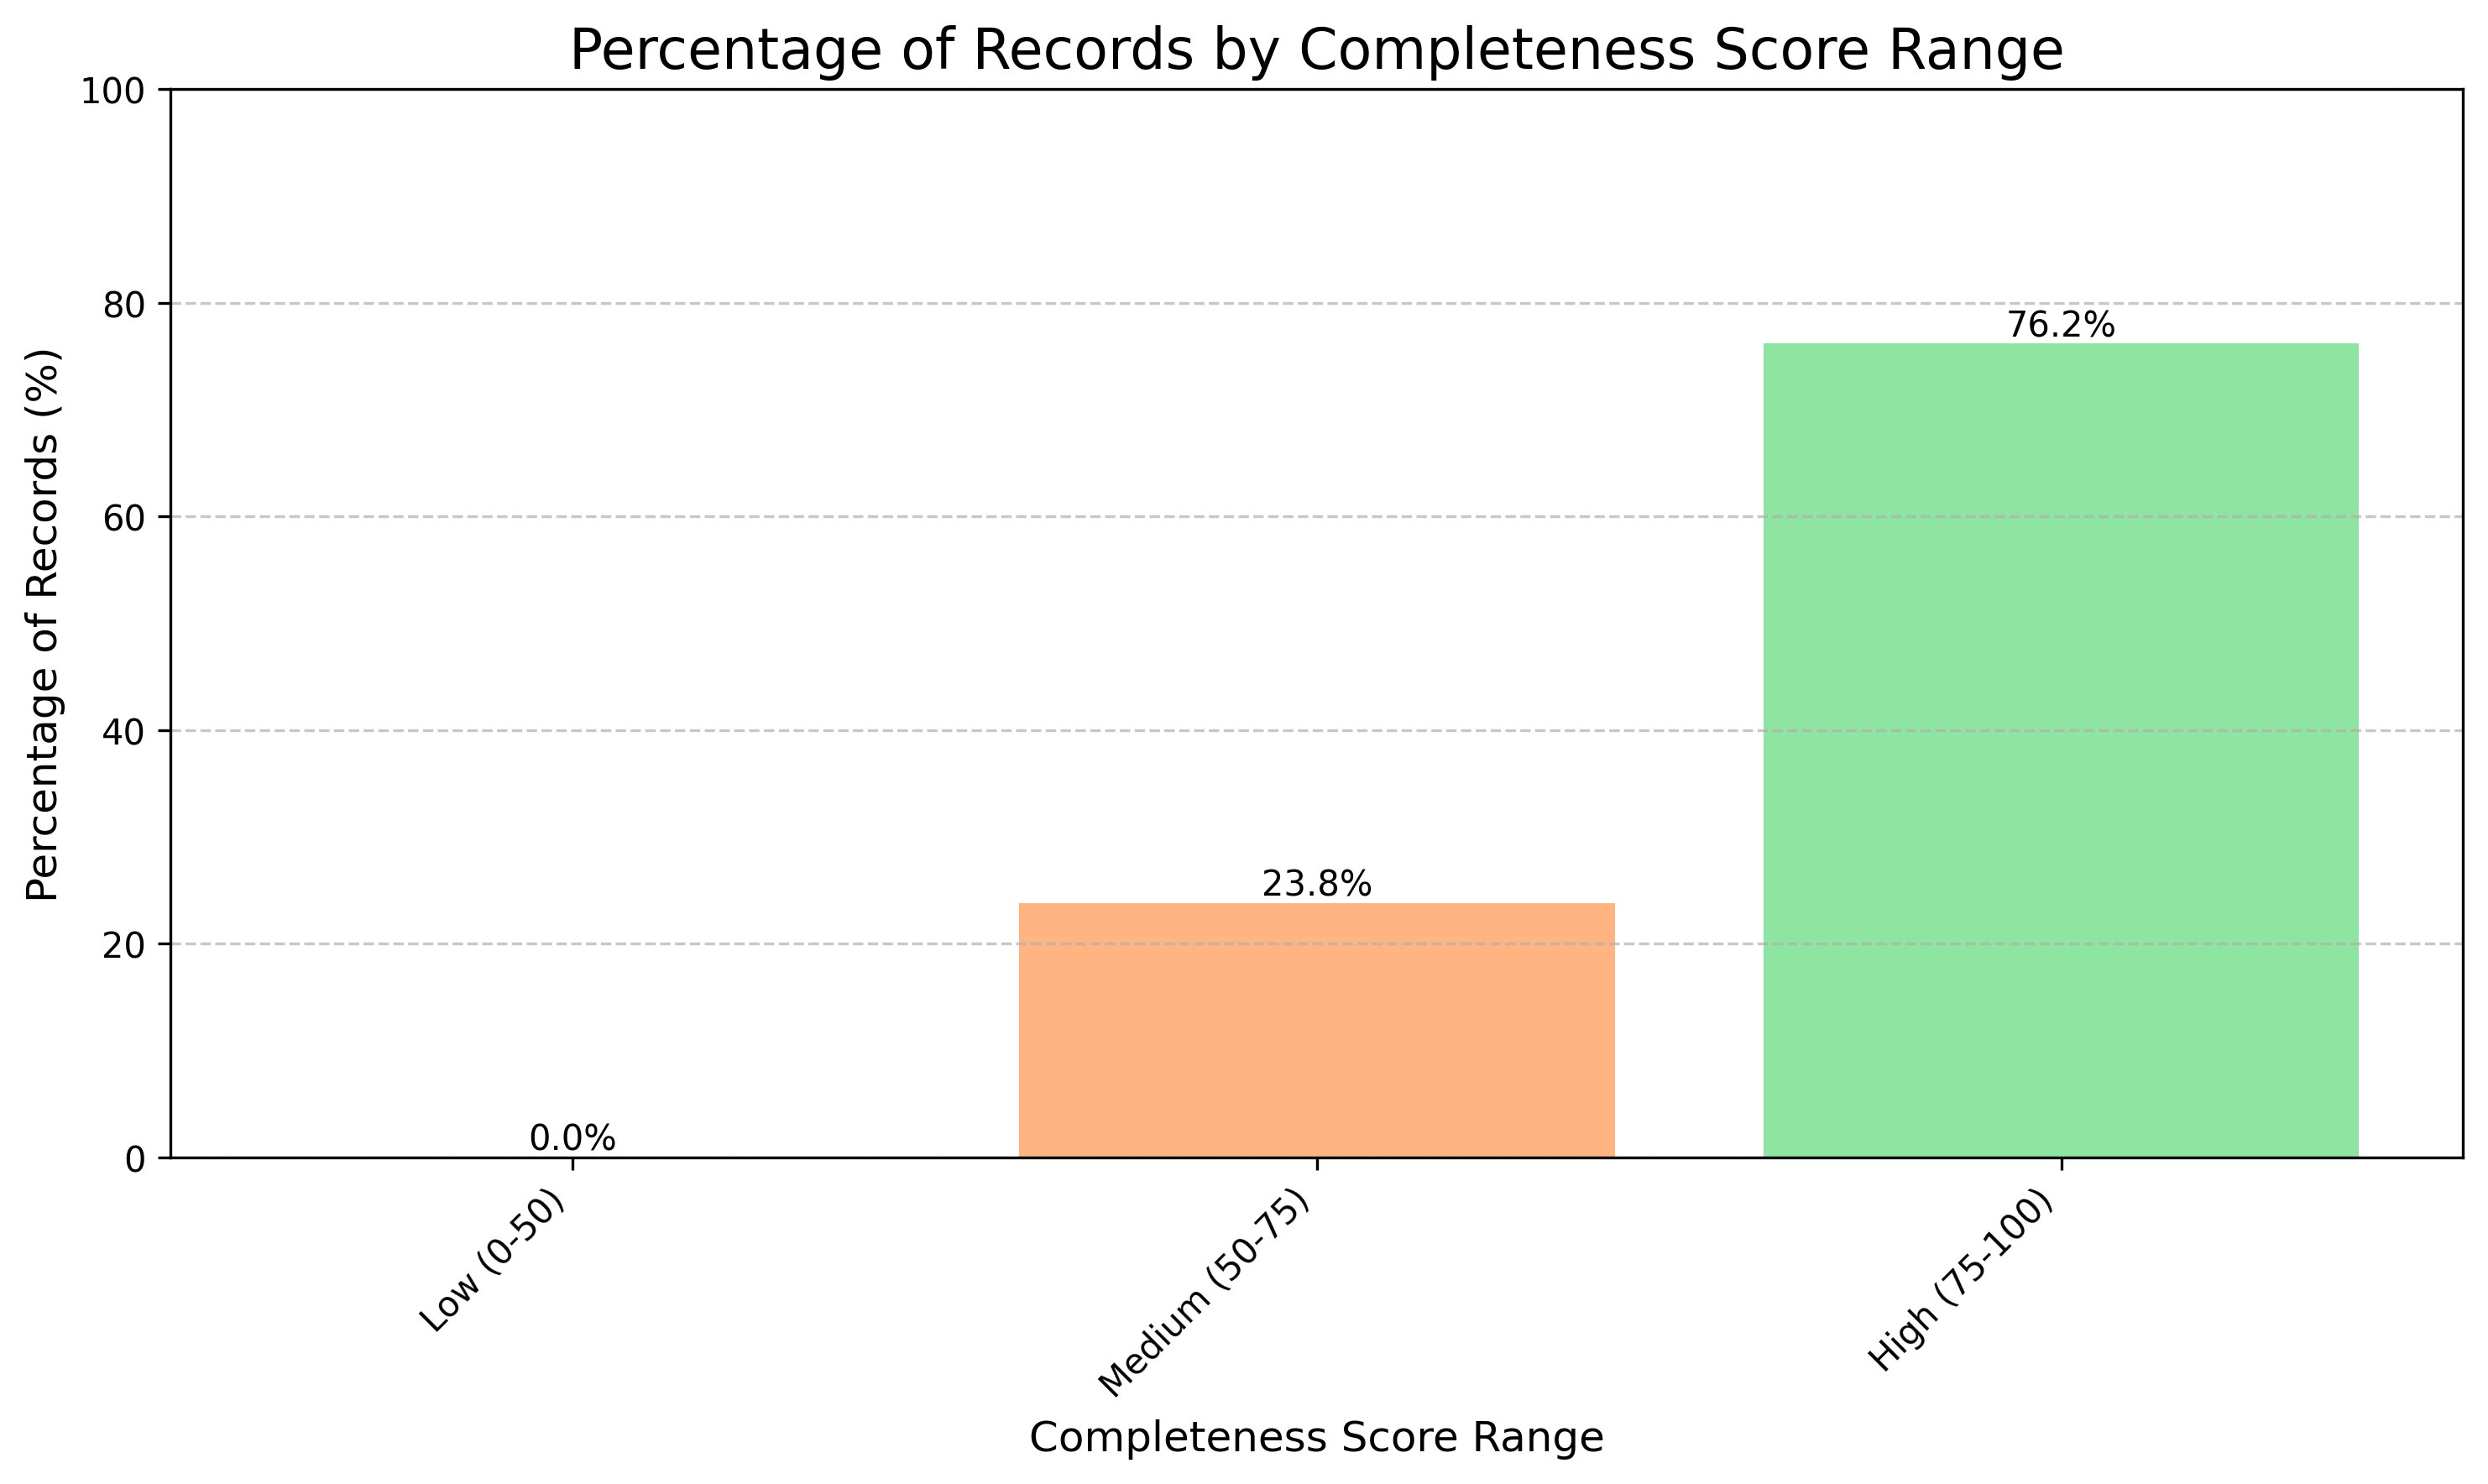 Percentage of Records by Completeness Score Range
Percentage of Records (%)
100
80
60
40
20
0
0.0%
23.8%
76.2%
Low (0-50)
Medium (50-75)
High (75-100)
Completeness Score Range